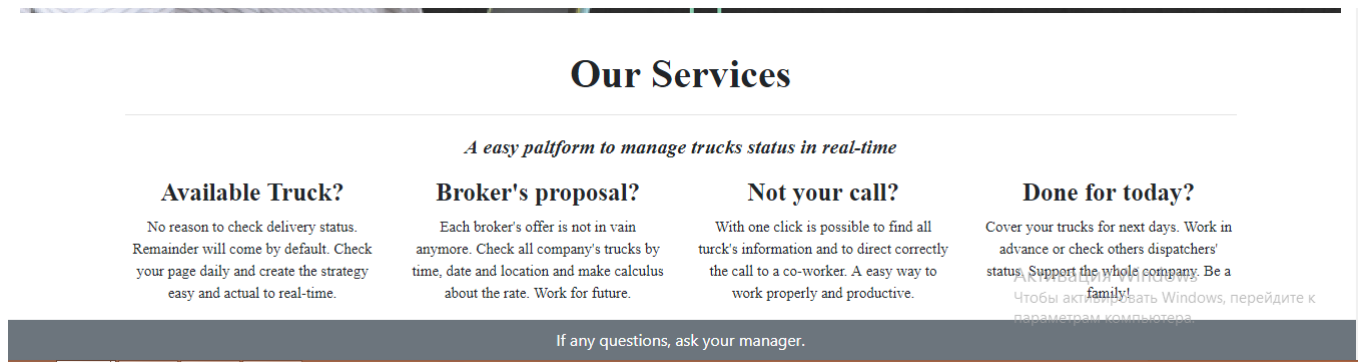 Our Services
A easy paltform to manage trucks status in real-time
Available Truck?
No reason to check delivery status.
Remainder will come by default. Check
your page daily and create the strategy
easy and actual to real-time.
Broker's proposal?
Each broker's offer is not in vain
anymore. Check all company's trucks by
time, date and location and make calculus
about the rate. Work for future.
Not your call?
With one click is possible to find all
turck's information and to direct correctly
the call to a co-worker. A easy way to
work properly and productive.
Done for today?
Cover your trucks for next days. Work in
advance or check others dispatchers'
status. Support the whole company. Be a
family!
Активация Windows
Чтобы активировать Windows, перейдите к
параметрам компьютера.
If any questions, ask your manager.